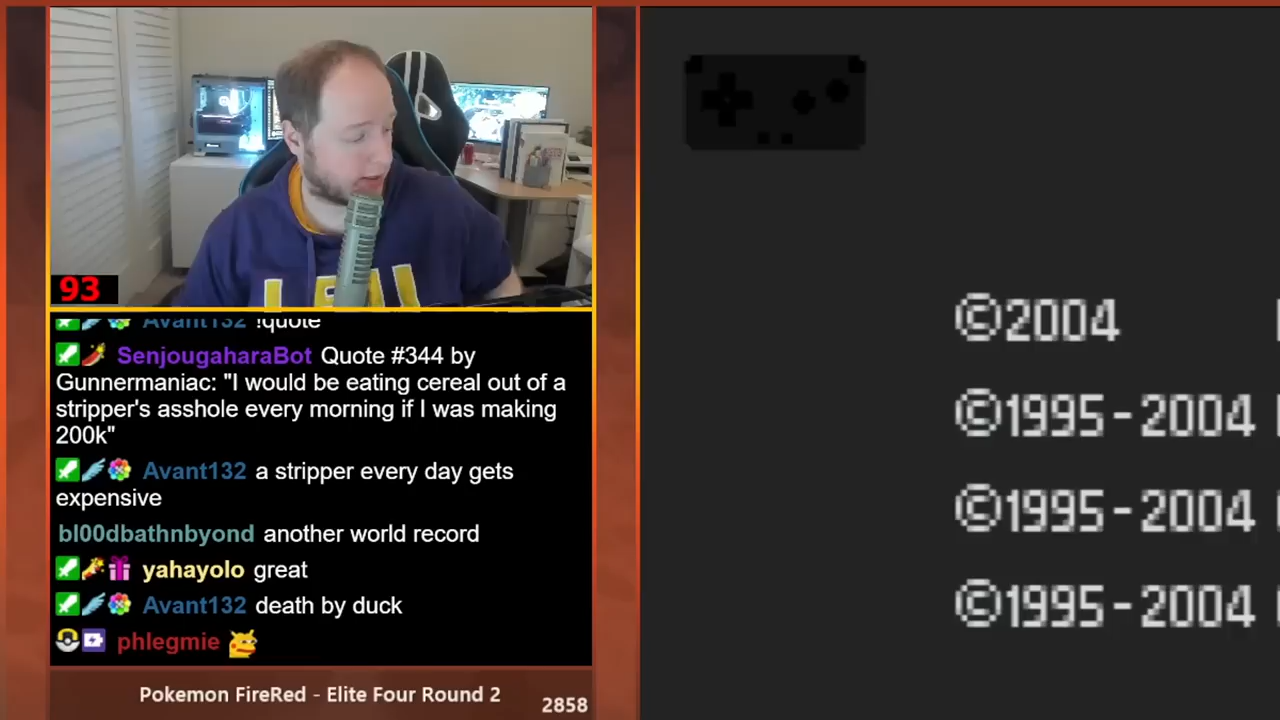 93
Avant132 !quote
SenjougaharaBot Quote #344 by
Gunnermaniac: "I would be eating cereal out of a
stripper's asshole every morning if I was making
200k"
Avant132 a stripper every day gets
expensive
bl00dbathnbyond another world record
yahayolo great
Avant132 death by duck
phlegmie
Pokemon FireRed - Elite Four Round 2
2858
©2004
©1995-2004
©1995-2004
©1995-2004